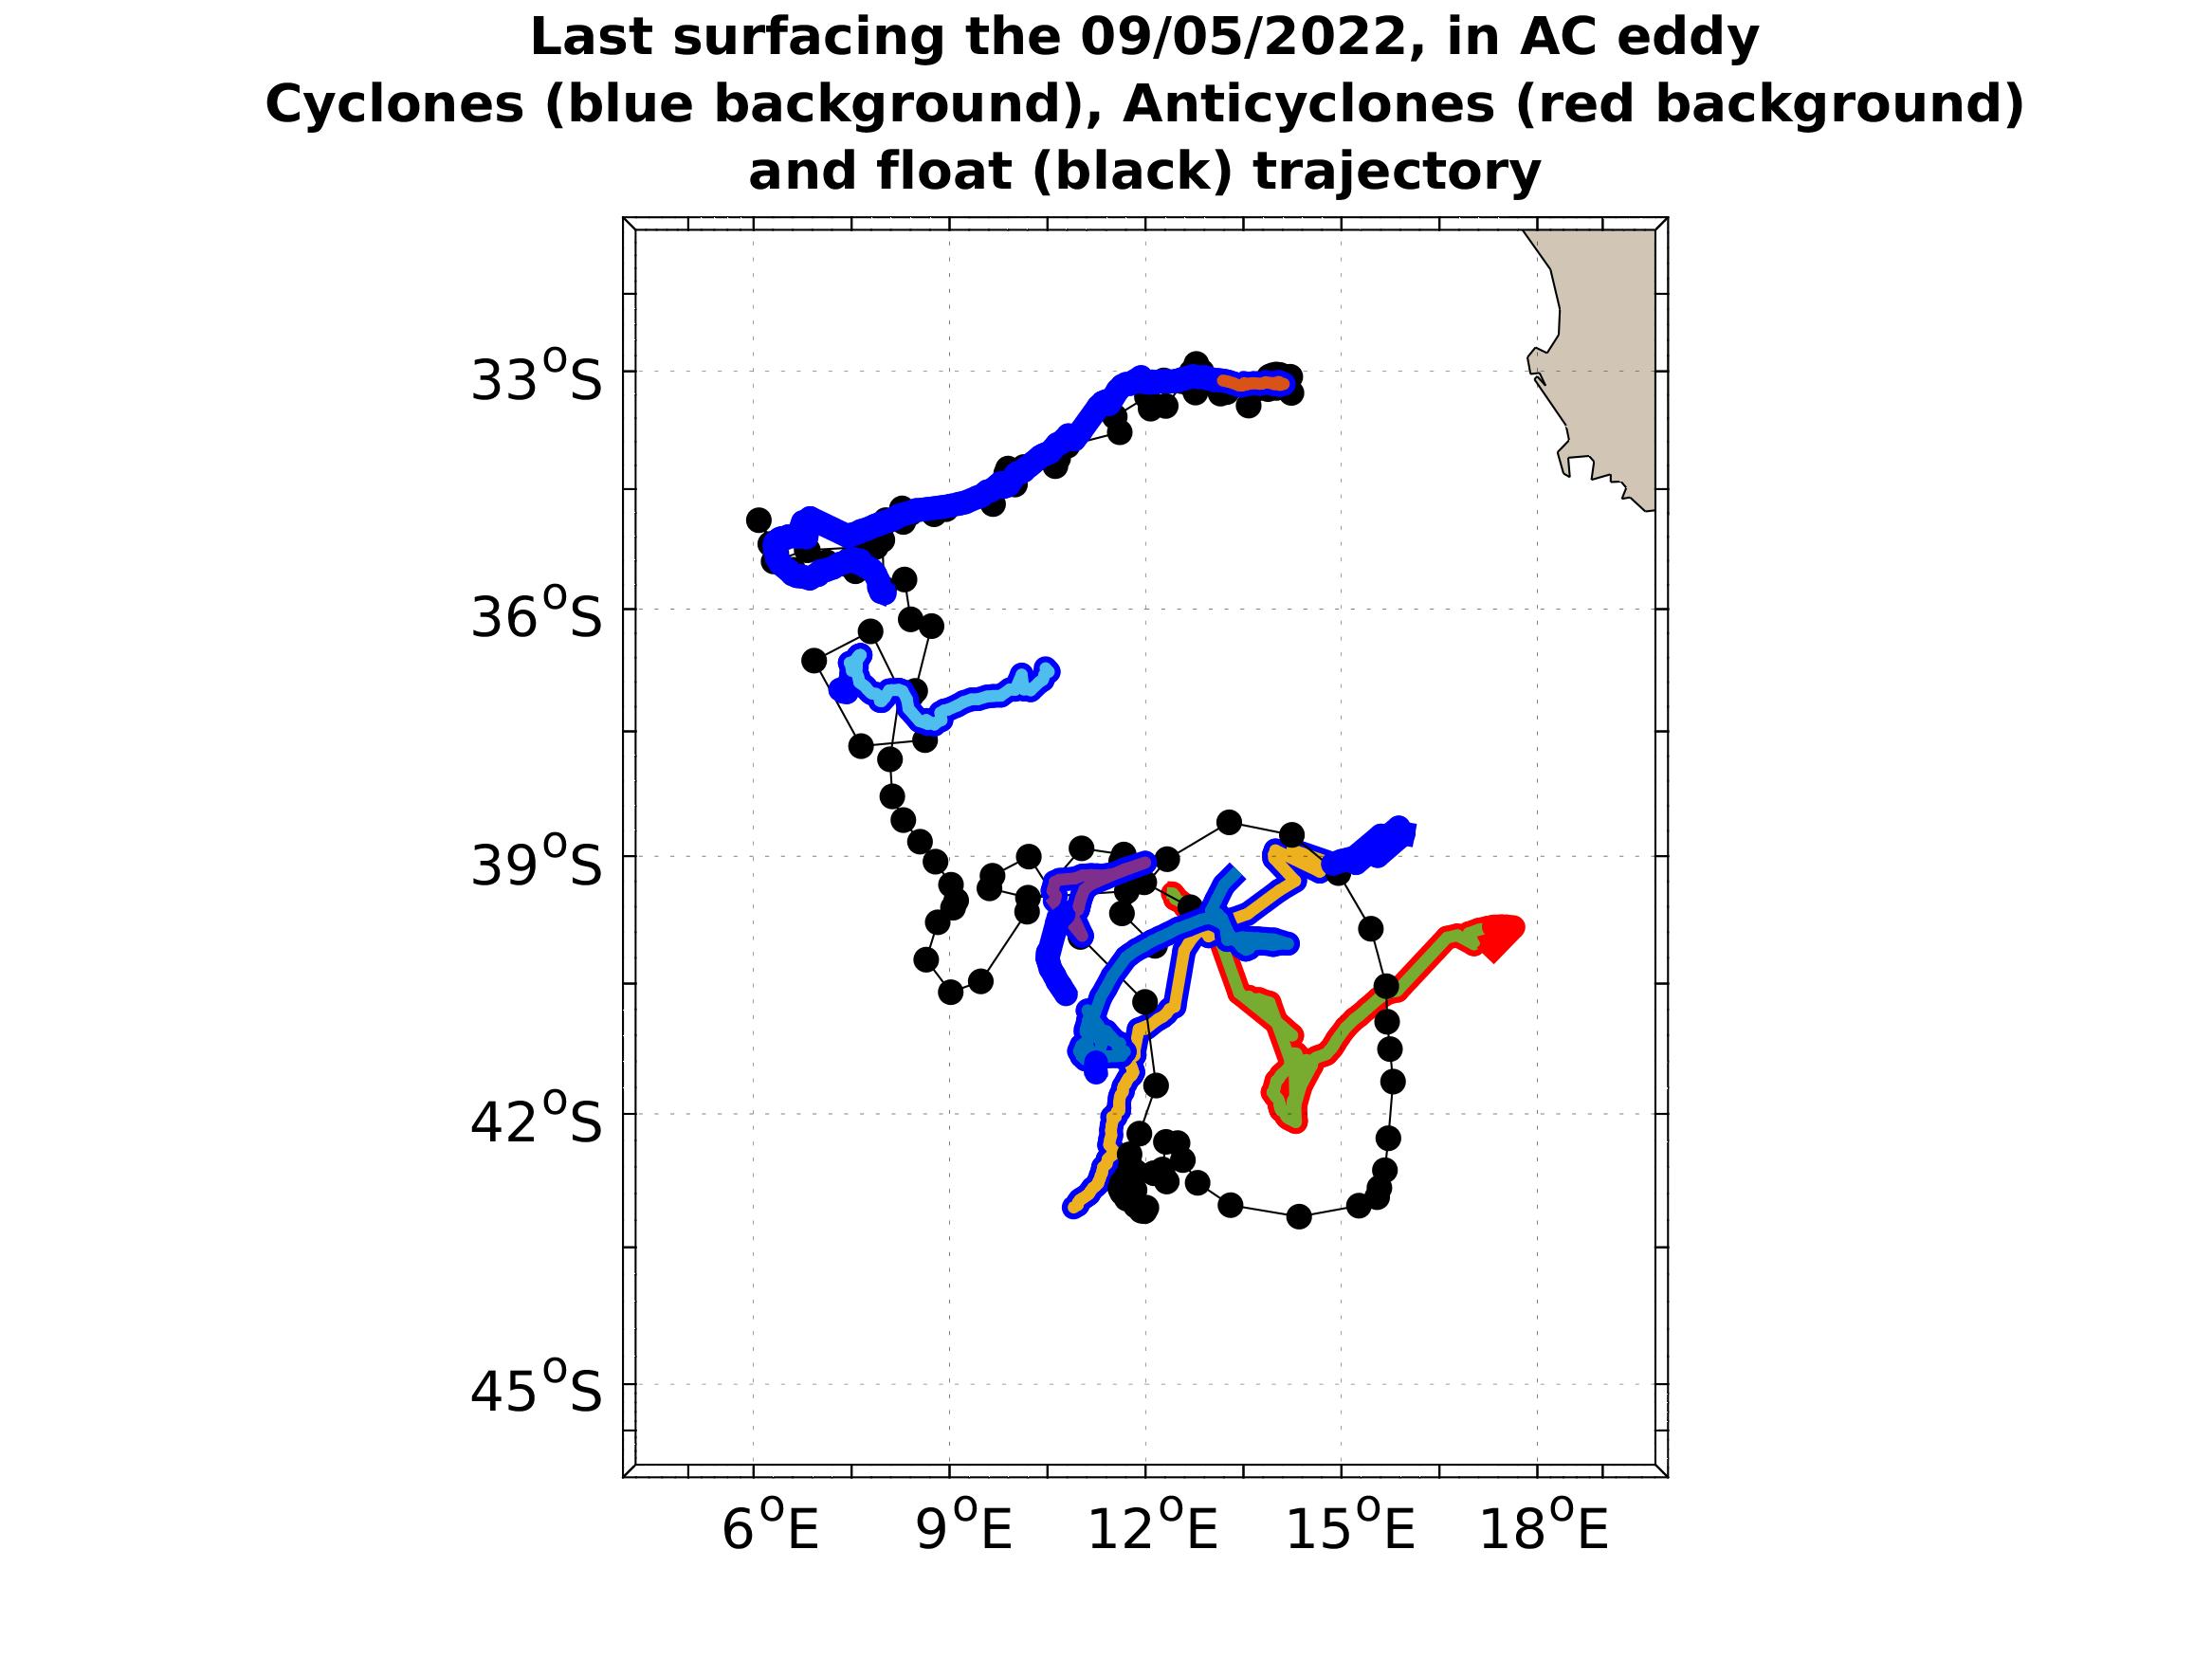 Last surfacing the 09/05/2022, in AC eddy
Cyclones (blue background), Anticyclones (red background)
and float (black) trajectory
33°S
36°S
39°S
42°S
45°S
6°E 9°E 12°E 15°E 18°E